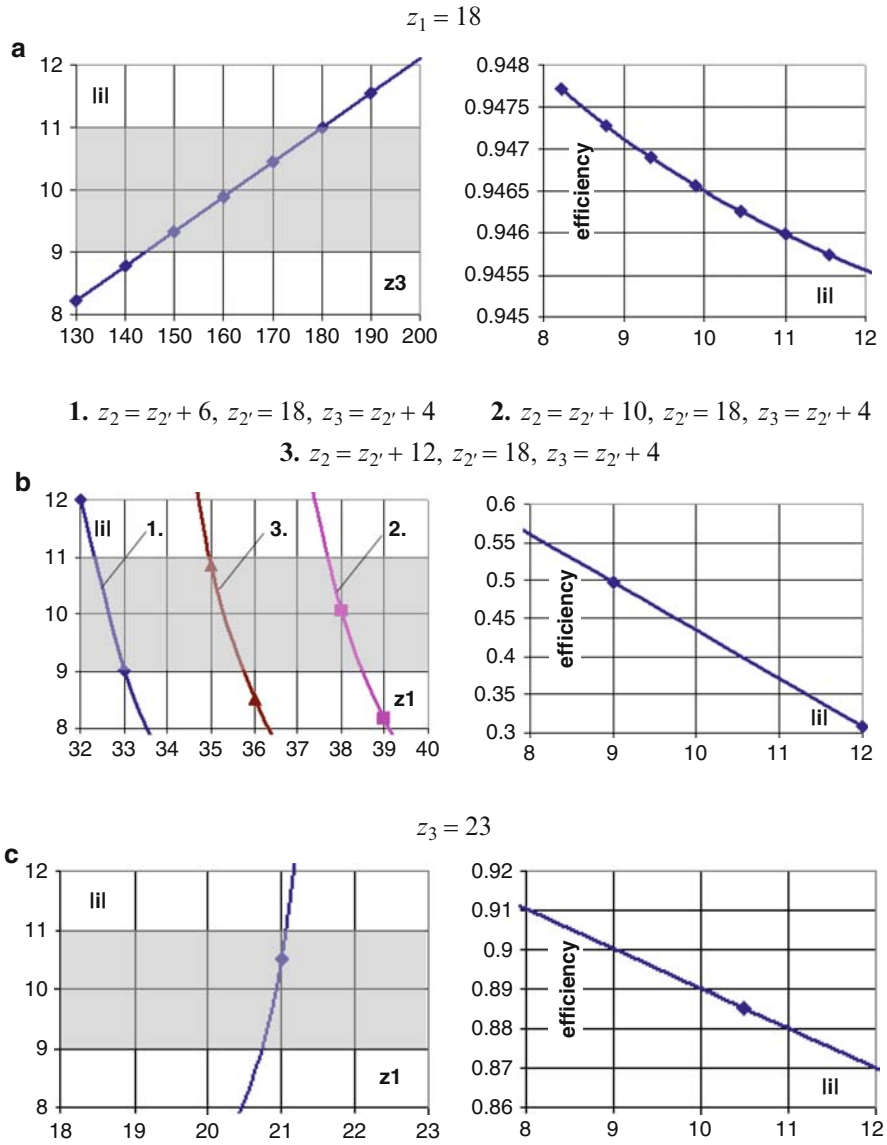 z₁ = 18
a
12
11
10
9
8
|i|
z3
130 140 150 160 170 180 190 200
0.948
0.9475
0.947
0.9465
0.946
0.9455
0.945
efficiency
|i|
8 9 10 11 12
1. z₂ = z₂′ + 6, z₂′ = 18, z₃ = z₂′ + 4 2. z₂ = z₂′ + 10, z₂′ = 18, z₃ = z₂′ + 4
3. z₂ = z₂′ + 12, z₂′ = 18, z₃ = z₂′ + 4
b
12
11
10
9
8
|i|
1.
3.
2.
z1
32 33 34 35 36 37 38 39 40
0.6
0.55
0.5
0.45
0.4
0.35
0.3
efficiency
|i|
8 9 10 11 12
z₃ = 23
c
12
11
10
9
8
|i|
z1
18 19 20 21 22 23
0.92
0.91
0.9
0.89
0.88
0.87
0.86
efficiency
|i|
8 9 10 11 12